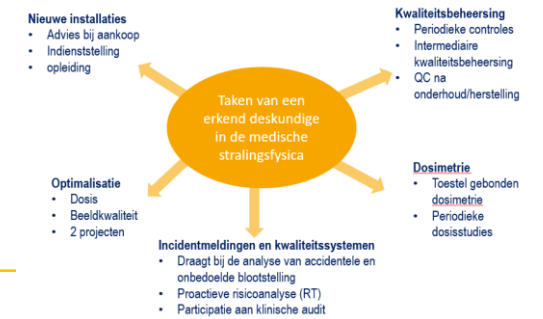 Nieuwe installaties
• Advies bij aankoop
• Indienststelling
• opleiding
Kwaliteitsbeheersing
• Periodieke controles
• Intermediaire
kwaliteitsbeheersing
• QC na
onderhoud/herstelling
Taken van een
erkend deskundige
in de medische
stralingsfysica
Optimalisatie
• Dosis
• Beeldkwaliteit
• 2 projecten
Dosimetrie
• Toestel gebonden
dosimetrie
• Periodieke
dosisstudies
Incidentmeldingen en kwaliteitssystemen
• Draagt bij de analyse van accidentele en
onbedoelde blootstelling
• Proactieve risicoanalyse (RT)
• Participatie aan klinische audit